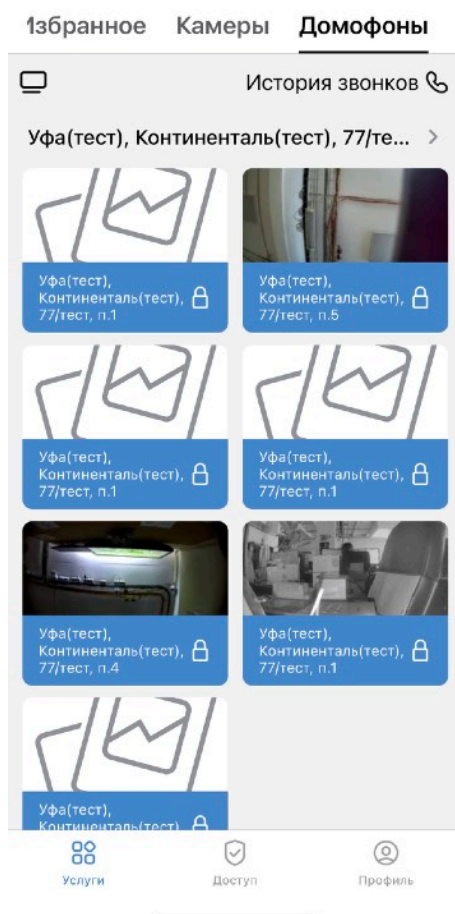 Избранное Камеры Домофоны
История звонков
Уфа(тест), Континенталь(тест), 77/те...
Уфа(тест),
Континенталь(тест),
77/тест, п.1
Уфа(тест),
Континенталь(тест),
77/тест, п.5
Уфа(тест),
Континенталь(тест),
77/тест, п.1
Уфа(тест),
Континенталь(тест),
77/тест, п.1
Уфа(тест),
Континенталь(тест),
77/тест, п.4
Уфа(тест),
Континенталь(тест),
77/тест, п.1
Уфа(тест),
Континенталь(тест)
Услуги Доступ Профиль